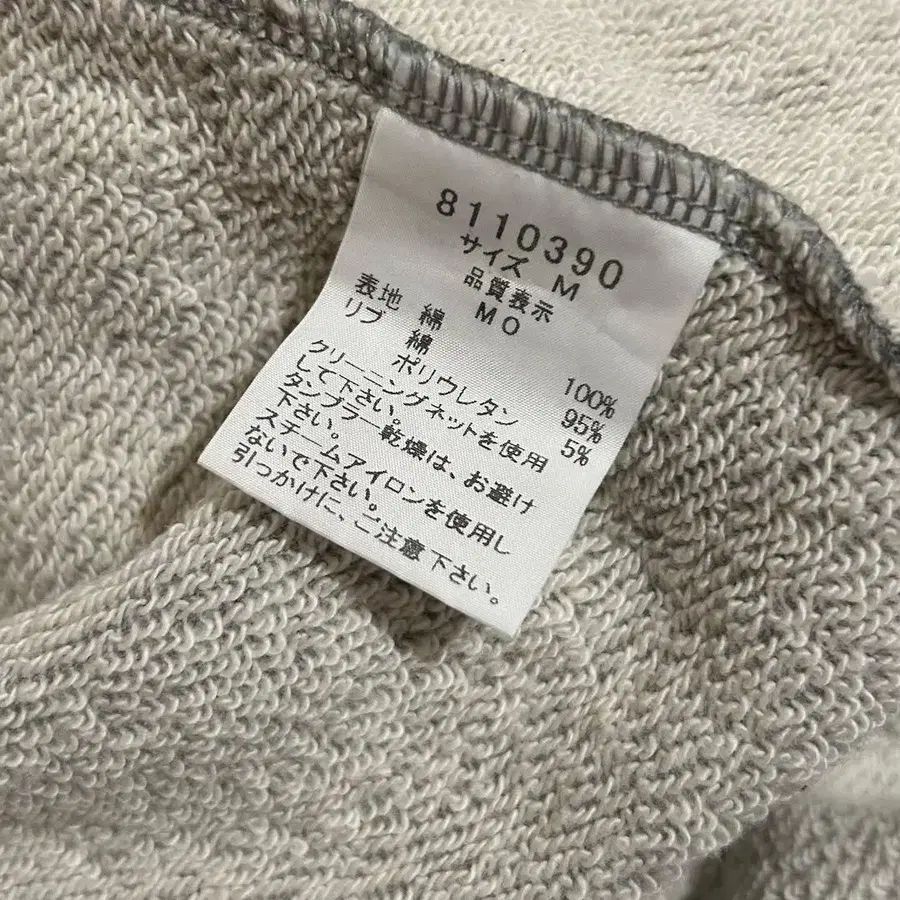 8110390
サイズ M
品質表示
MO
表地 綿 100%
リブ 綿 95%
ポリウレタン 5%
クリーニングネットを使用
して下さい。
タンブラー乾燥は、お避け
下さい。
スチームアイロンを使用し
ないで下さい。
引つかけに、ご注意下さい。